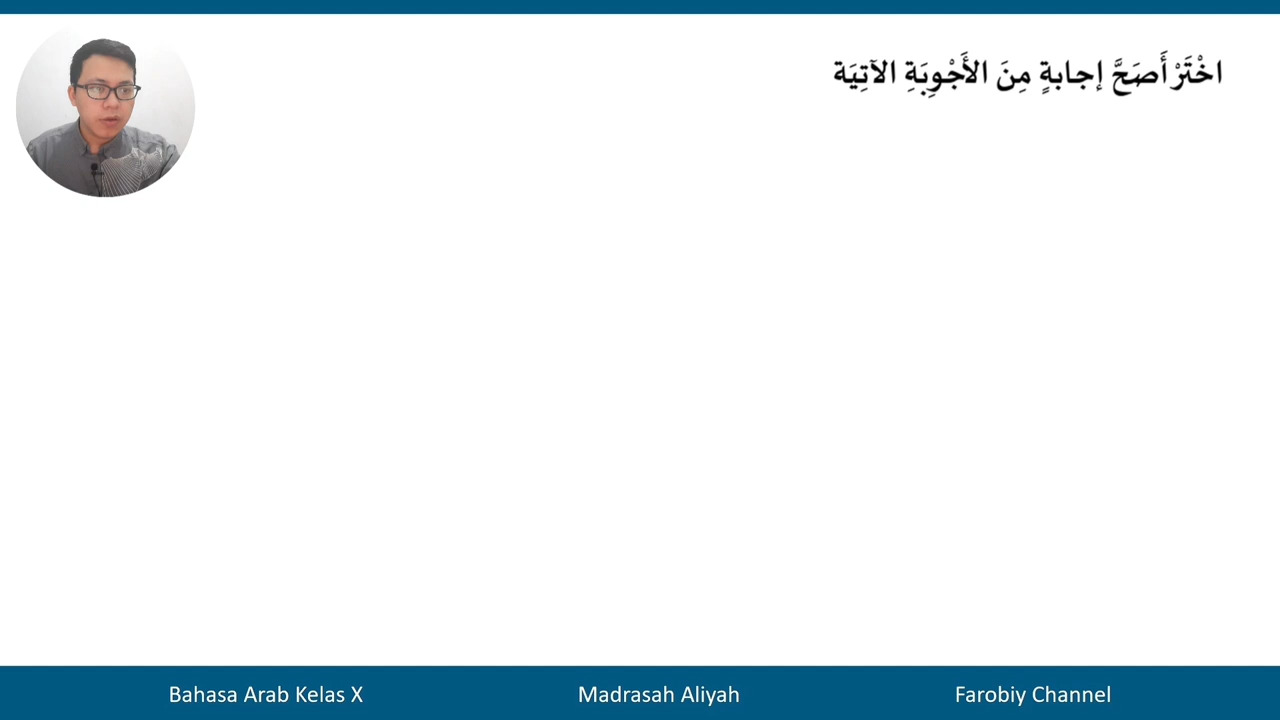 اخْتَرْ أَصَحَّ إجابةٍ مِنَ الأَجْوِبَةِ الآتِيَة
Bahasa Arab Kelas X
Madrasah Aliyah
Farobiy Channel